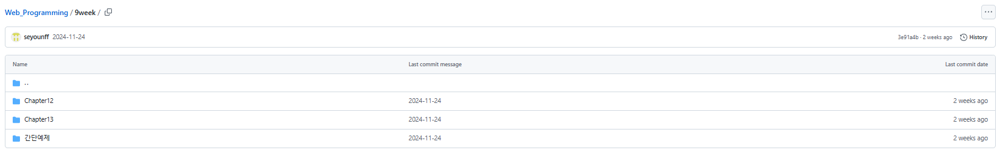 Web_Programming / 9week /
seyounff 2024-11-24 3e91a4b · 2 weeks ago History
Name Last commit message Last commit date
..
Chapter12 2024-11-24 2 weeks ago
Chapter13 2024-11-24 2 weeks ago
간단예제 2024-11-24 2 weeks ago